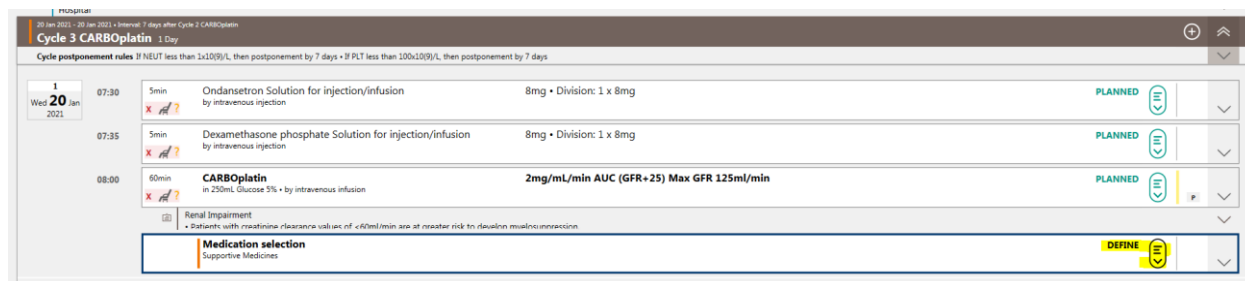 Hospital
20 Jan 2021 - 20 Jan 2021 • Interval 7 days after Cycle 2 CARBOplatin
Cycle 3 CARBOplatin 1 Day
Cycle postponement rules If NEUT less than 1x10(9)/L, then postponement by 7 days • If PLT less than 100x10(9)/L, then postponement by 7 days
1
Wed 20 Jan
2021
07:30 5min Ondansetron Solution for injection/infusion 8mg • Division: 1 x 8mg PLANNED
x ? by intravenous injection
07:35 5min Dexamethasone phosphate Solution for injection/infusion 8mg • Division: 1 x 8mg PLANNED
x ? by intravenous injection
08:00 60min CARBOplatin 2mg/mL/min AUC (GFR+25) Max GFR 125ml/min PLANNED
x ? in 250mL Glucose 5% • by intravenous infusion P
Renal Impairment
• Patients with creatinine clearance values of <60ml/min are at greater risk to develop myelosuppression.
Medication selection DEFINE
Supportive Medicines